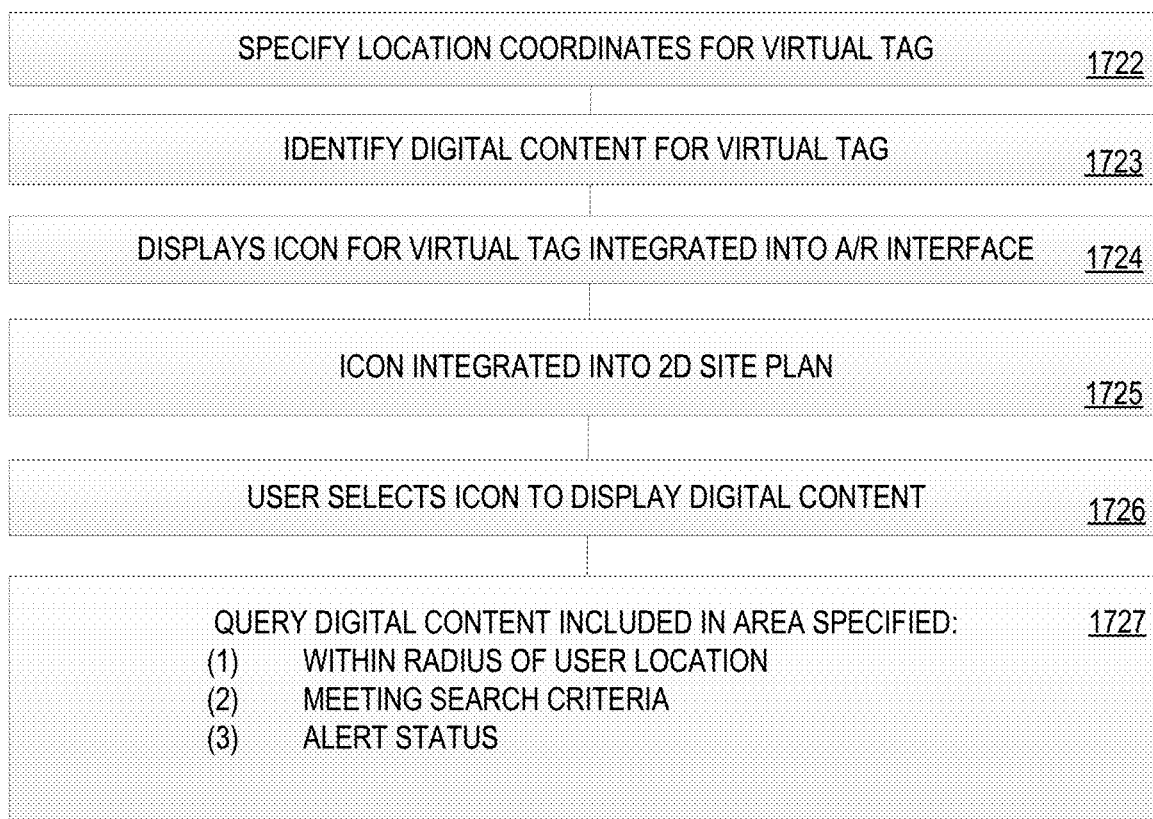 SPECIFY LOCATION COORDINATES FOR VIRTUAL TAG 1722
IDENTIFY DIGITAL CONTENT FOR VIRTUAL TAG 1723
DISPLAYS ICON FOR VIRTUAL TAG INTEGRATED INTO A/R INTERFACE 1724
ICON INTEGRATED INTO 2D SITE PLAN 1725
USER SELECTS ICON TO DISPLAY DIGITAL CONTENT 1726
QUERY DIGITAL CONTENT INCLUDED IN AREA SPECIFIED: 1727
(1) WITHIN RADIUS OF USER LOCATION
(2) MEETING SEARCH CRITERIA
(3) ALERT STATUS